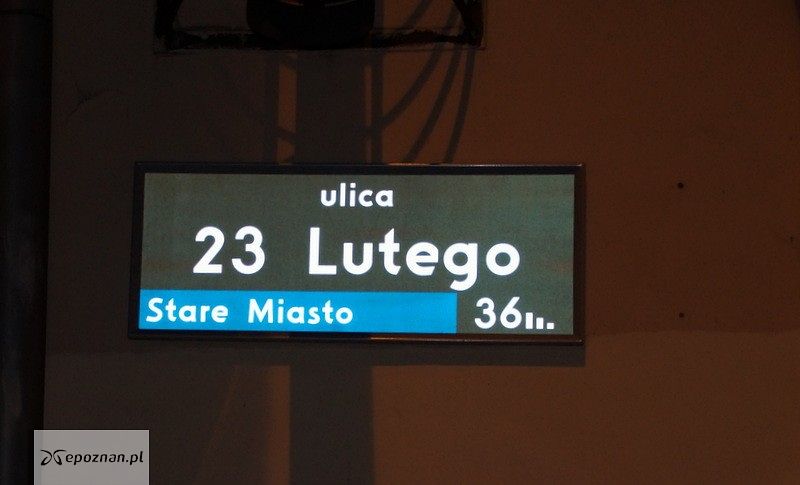 ulica
23 Lutego
Stare Miasto 36
epoznan.pl